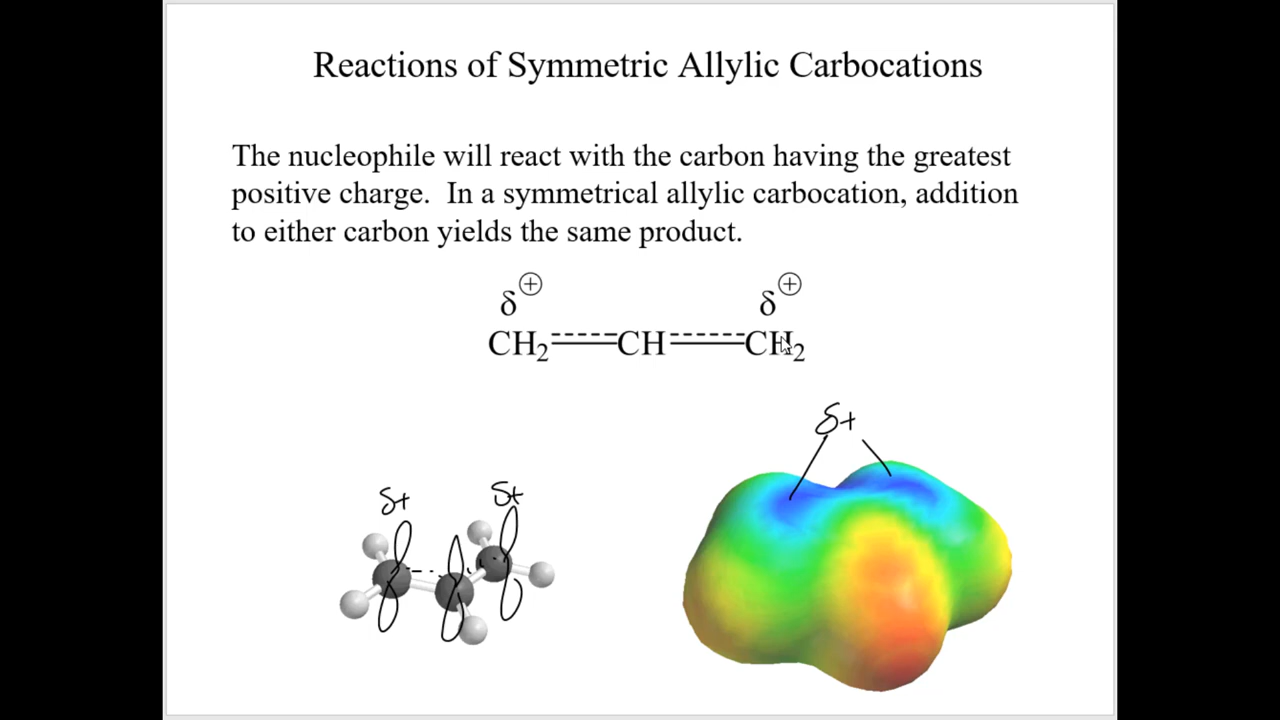 Reactions of Symmetric Allylic Carbocations
The nucleophile will react with the carbon having the greatest
positive charge.  In a symmetrical allylic carbocation, addition
to either carbon yields the same product.
δ⊕ δ⊕
CH₂ CH CH₂
δ+
δ+ δ+